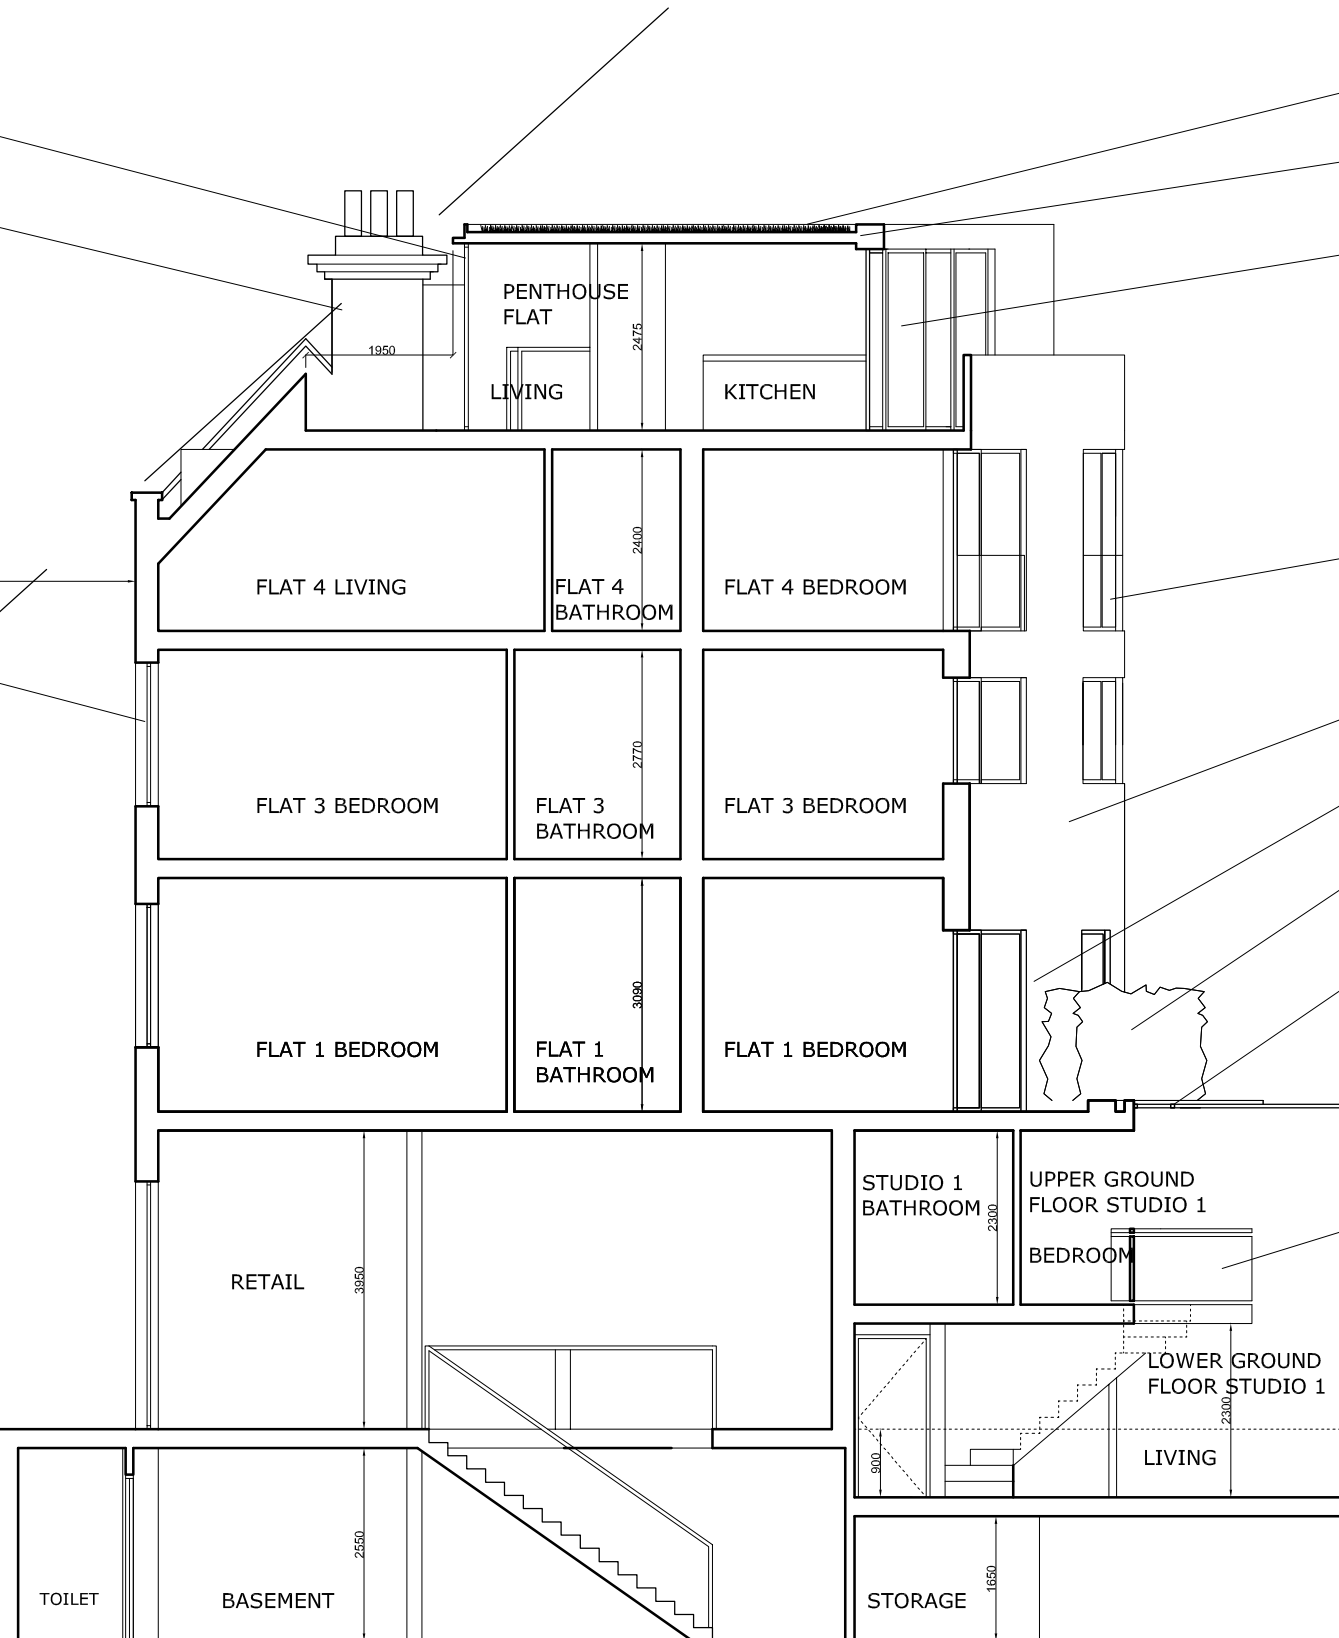 PENTHOUSE
FLAT
2475
1950
LIVING
KITCHEN
2400
FLAT 4 LIVING
FLAT 4
BATHROOM
FLAT 4 BEDROOM
2770
FLAT 3 BEDROOM
FLAT 3
BATHROOM
FLAT 3 BEDROOM
3090
FLAT 1 BEDROOM
FLAT 1
BATHROOM
FLAT 1 BEDROOM
STUDIO 1
BATHROOM
2300
UPPER GROUND
FLOOR STUDIO 1
BEDROOM
RETAIL
3950
LOWER GROUND
FLOOR STUDIO 1
2300
900
LIVING
2550
1650
TOILET
BASEMENT
STORAGE